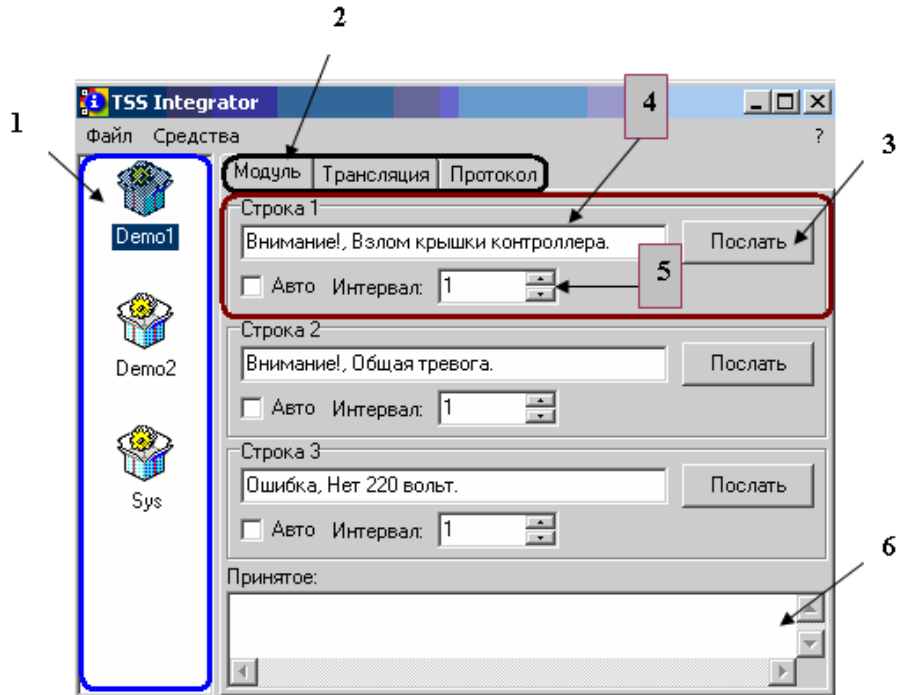 2
TSS Integrator
4
1
Файл Средства ?
3
Модуль Трансляция Протокол
Строка 1
Demo1
Внимание!, Взлом крышки контроллера. Послать
5
Авто Интервал: 1
Строка 2
Demo2
Внимание!, Общая тревога. Послать
Авто Интервал: 1
Строка 3
Ошибка, Нет 220 вольт. Послать
Sys
Авто Интервал: 1
6
Принятое: